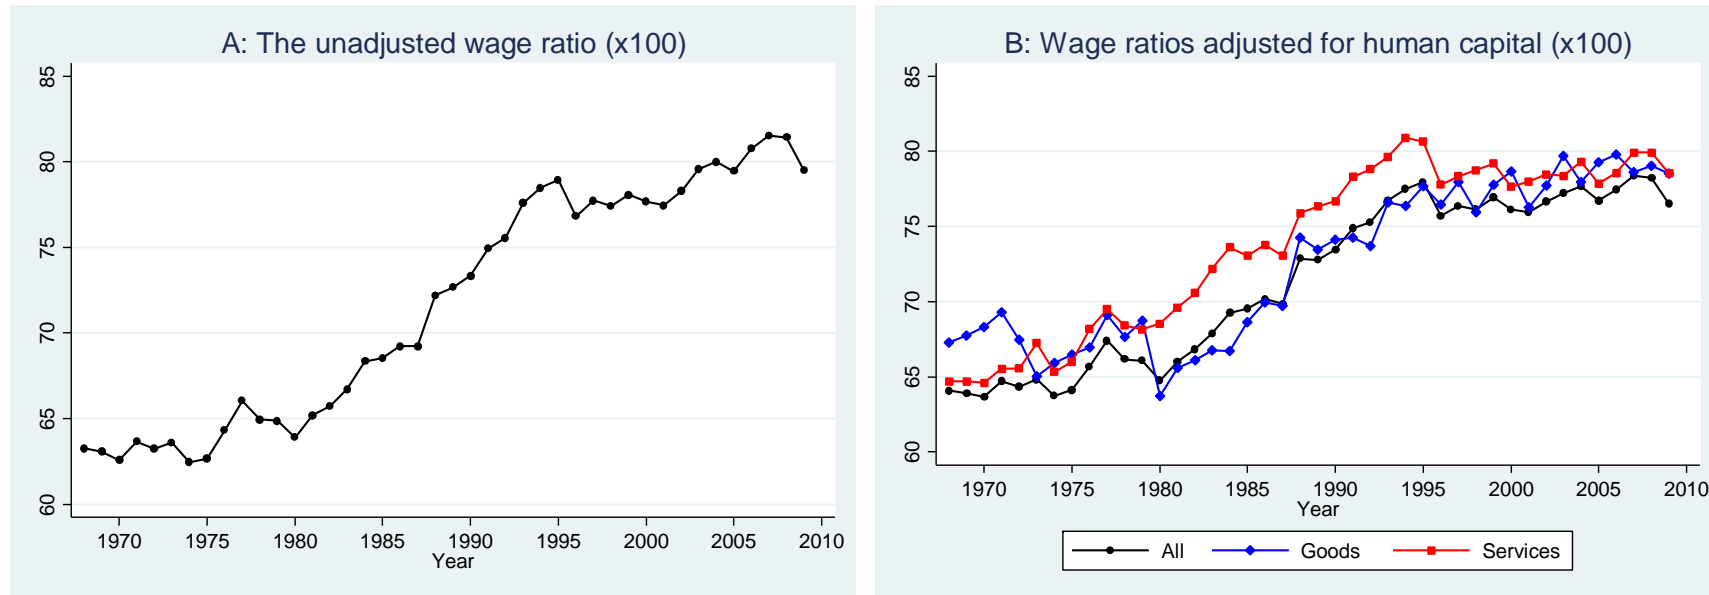 A: The unadjusted wage ratio (x100)
85
80
75
70
65
60
1970 1975 1980 1985 1990 1995 2000 2005 2010
Year
B: Wage ratios adjusted for human capital (x100)
85
80
75
70
65
60
1970 1975 1980 1985 1990 1995 2000 2005 2010
Year
All Goods Services